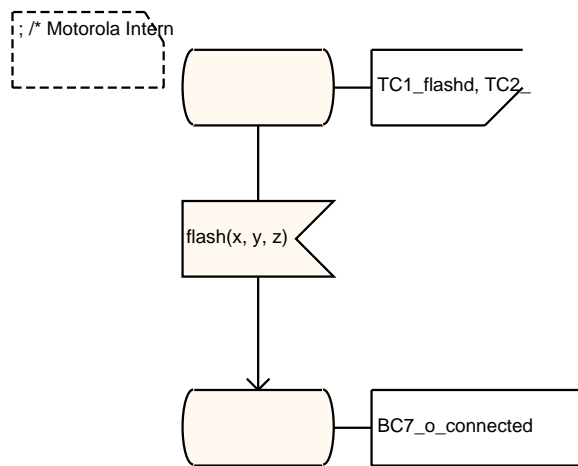 ; /* Motorola Intern
TC1_flashd, TC2_
flash(x, y, z)
BC7_o_connected